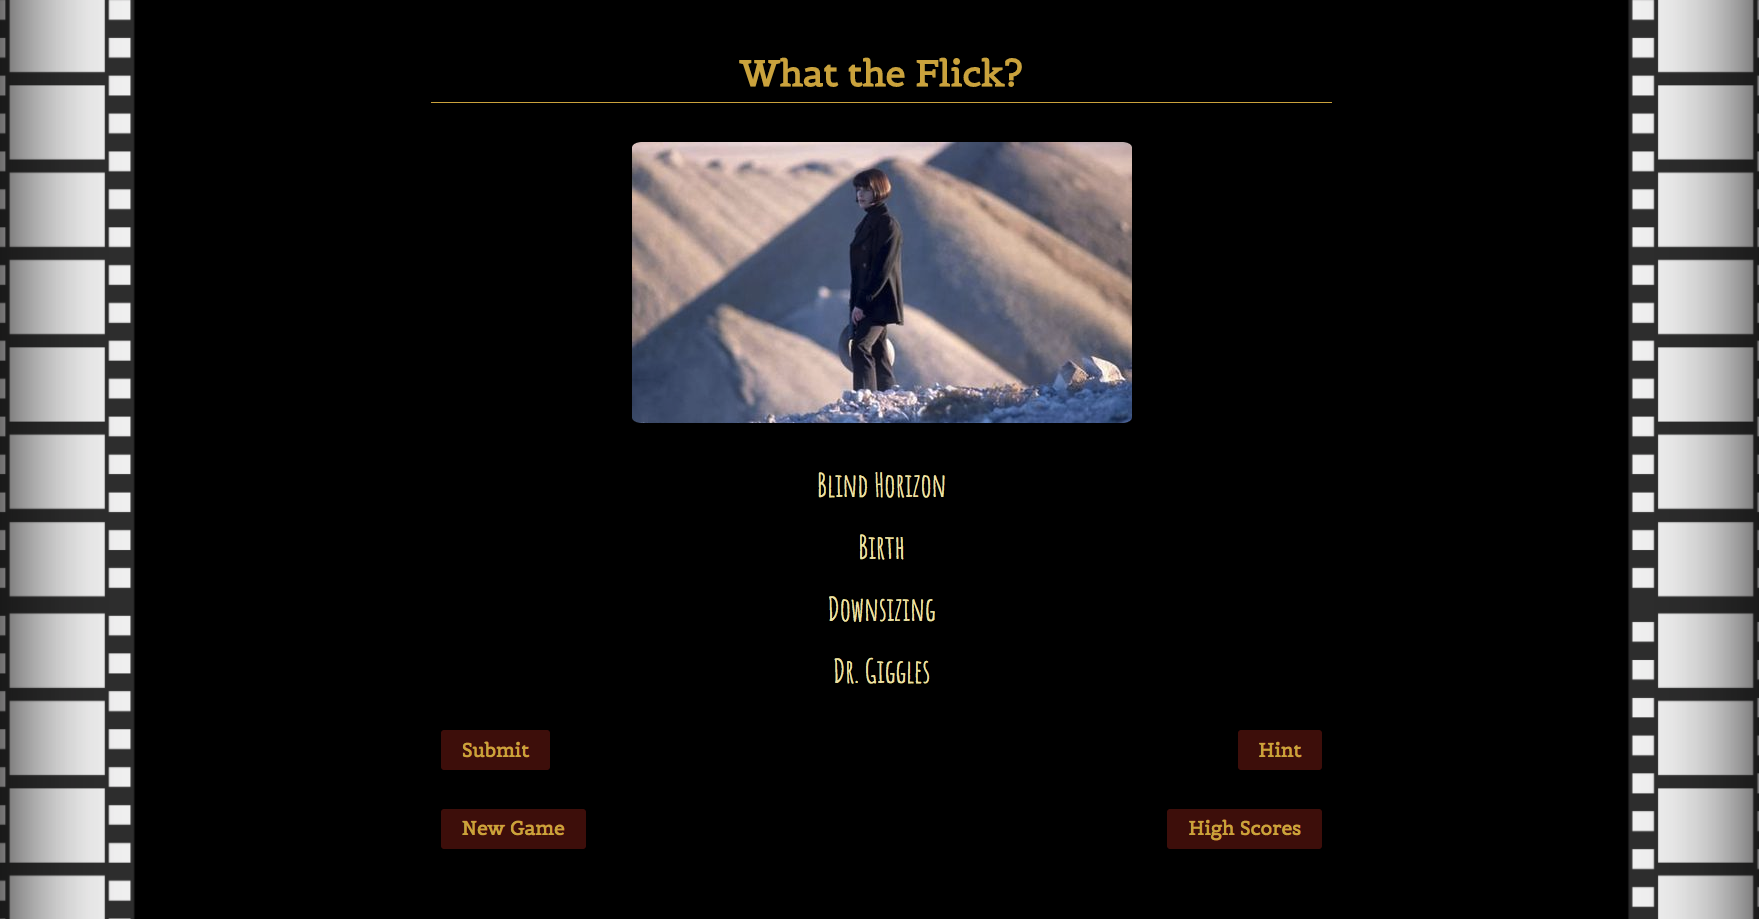 What the Flick?
Blind Horizon
Birth
Downsizing
Dr. Giggles
Submit
Hint
New Game
High Scores